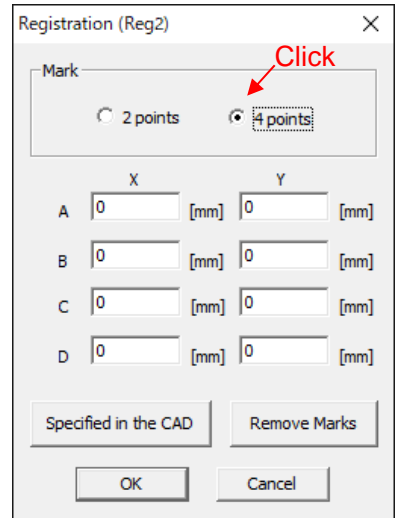 Registration (Reg2)
Click
Mark
2 points 4 points
X Y
A 0 [mm] 0 [mm]
B 0 [mm] 0 [mm]
C 0 [mm] 0 [mm]
D 0 [mm] 0 [mm]
Specified in the CAD Remove Marks
OK Cancel